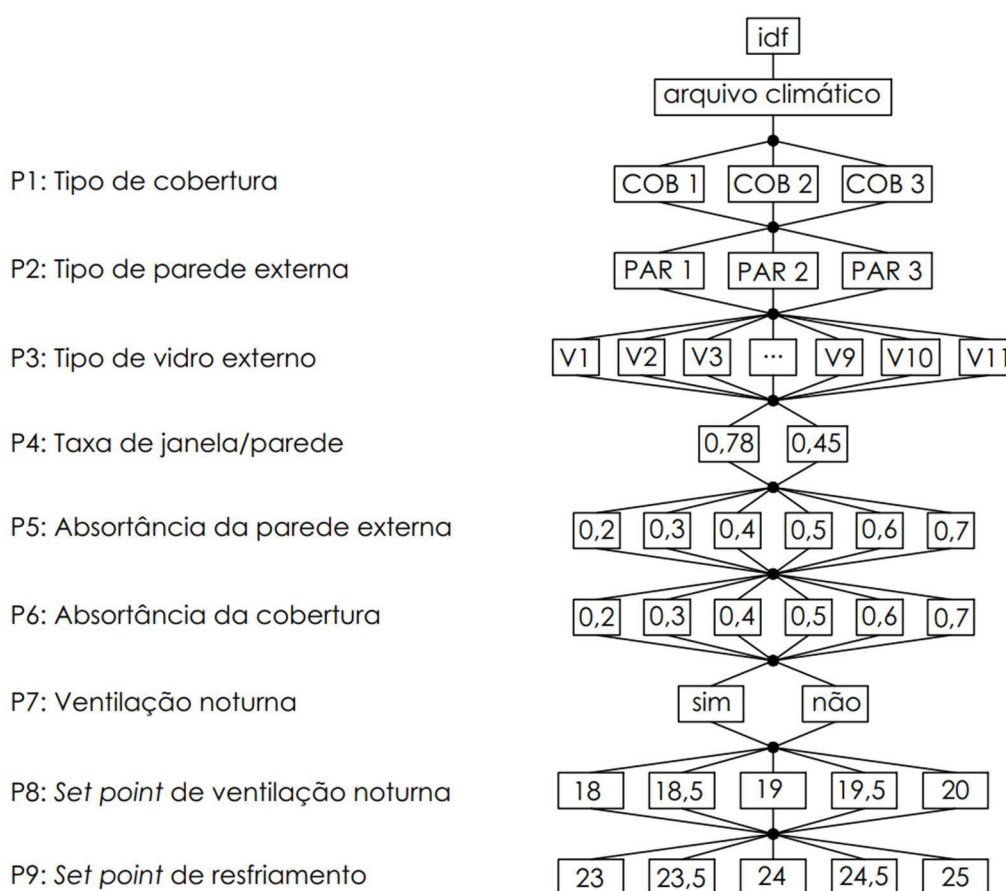 idf
arquivo climático
P1: Tipo de cobertura COB 1 COB 2 COB 3
P2: Tipo de parede externa PAR 1 PAR 2 PAR 3
P3: Tipo de vidro externo V1 V2 V3 ... V9 V10 V11
P4: Taxa de janela/parede 0,78 0,45
P5: Absortância da parede externa 0,2 0,3 0,4 0,5 0,6 0,7
P6: Absortância da cobertura 0,2 0,3 0,4 0,5 0,6 0,7
P7: Ventilação noturna sim não
P8: Set point de ventilação noturna 18 18,5 19 19,5 20
P9: Set point de resfriamento 23 23,5 24 24,5 25